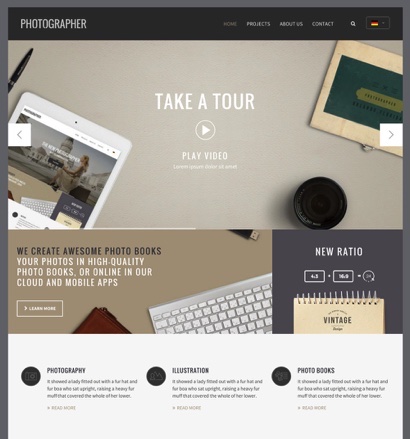 PHOTOGRAPHER
HOME PROJECTS ABOUT US CONTACT
TAKE A TOUR
PLAY VIDEO
Lorem ipsum dolor sit amet
PHOTOGRAPHER
WE CREATE AWESOME PHOTO BOOKS
YOUR PHOTOS IN HIGH-QUALITY
PHOTO BOOKS, OR ONLINE IN OUR
CLOUD AND MOBILE APPS
> LEARN MORE
NEW RATIO
4:3 + 16:9 =
VINTAGE
Design
PHOTOGRAPHY
It showed a lady fitted out with a fur hat and
fur boa who sat upright, raising a heavy fur
muff that covered the whole of her lower.
» READ MORE
ILLUSTRATION
It showed a lady fitted out with a fur hat and
fur boa who sat upright, raising a heavy fur
muff that covered the whole of her lower.
» READ MORE
PHOTO BOOKS
It showed a lady fitted out with a fur hat and
fur boa who sat upright, raising a heavy fur
muff that covered the whole of her lower.
» READ MORE